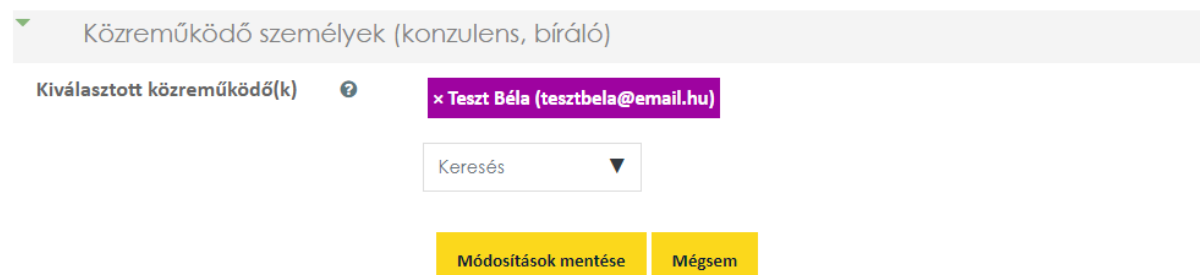 Közreműködő személyek (konzulens, bíráló)
Kiválasztott közreműködő(k) ? × Teszt Béla (tesztbela@email.hu)
Keresés ▼
Módosítások mentése Mégsem